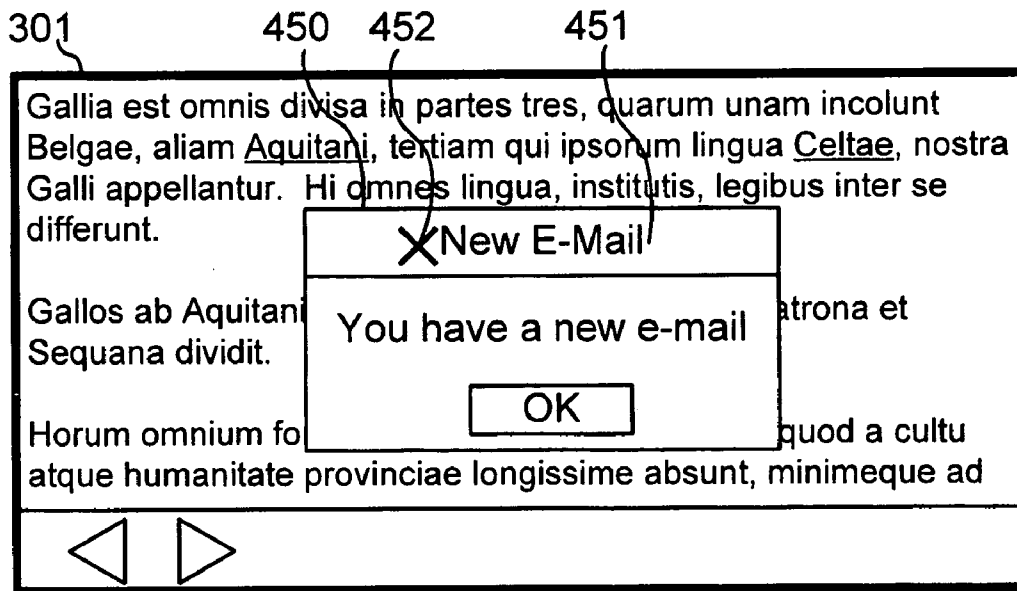 301 450 452 451
Gallia est omnis divisa in partes tres, quarum unam incolunt
Belgae, aliam Aquitani, tertiam qui ipsorum lingua Celtae, nostra
Galli appellantur. Hi omnes lingua, institutis, legibus inter se
differunt.
New E-Mail
Gallos ab Aquitani atrona et
You have a new e-mail
Sequana dividit.
OK
Horum omnium fo quod a cultu
atque humanitate provinciae longissime absunt, minimeque ad